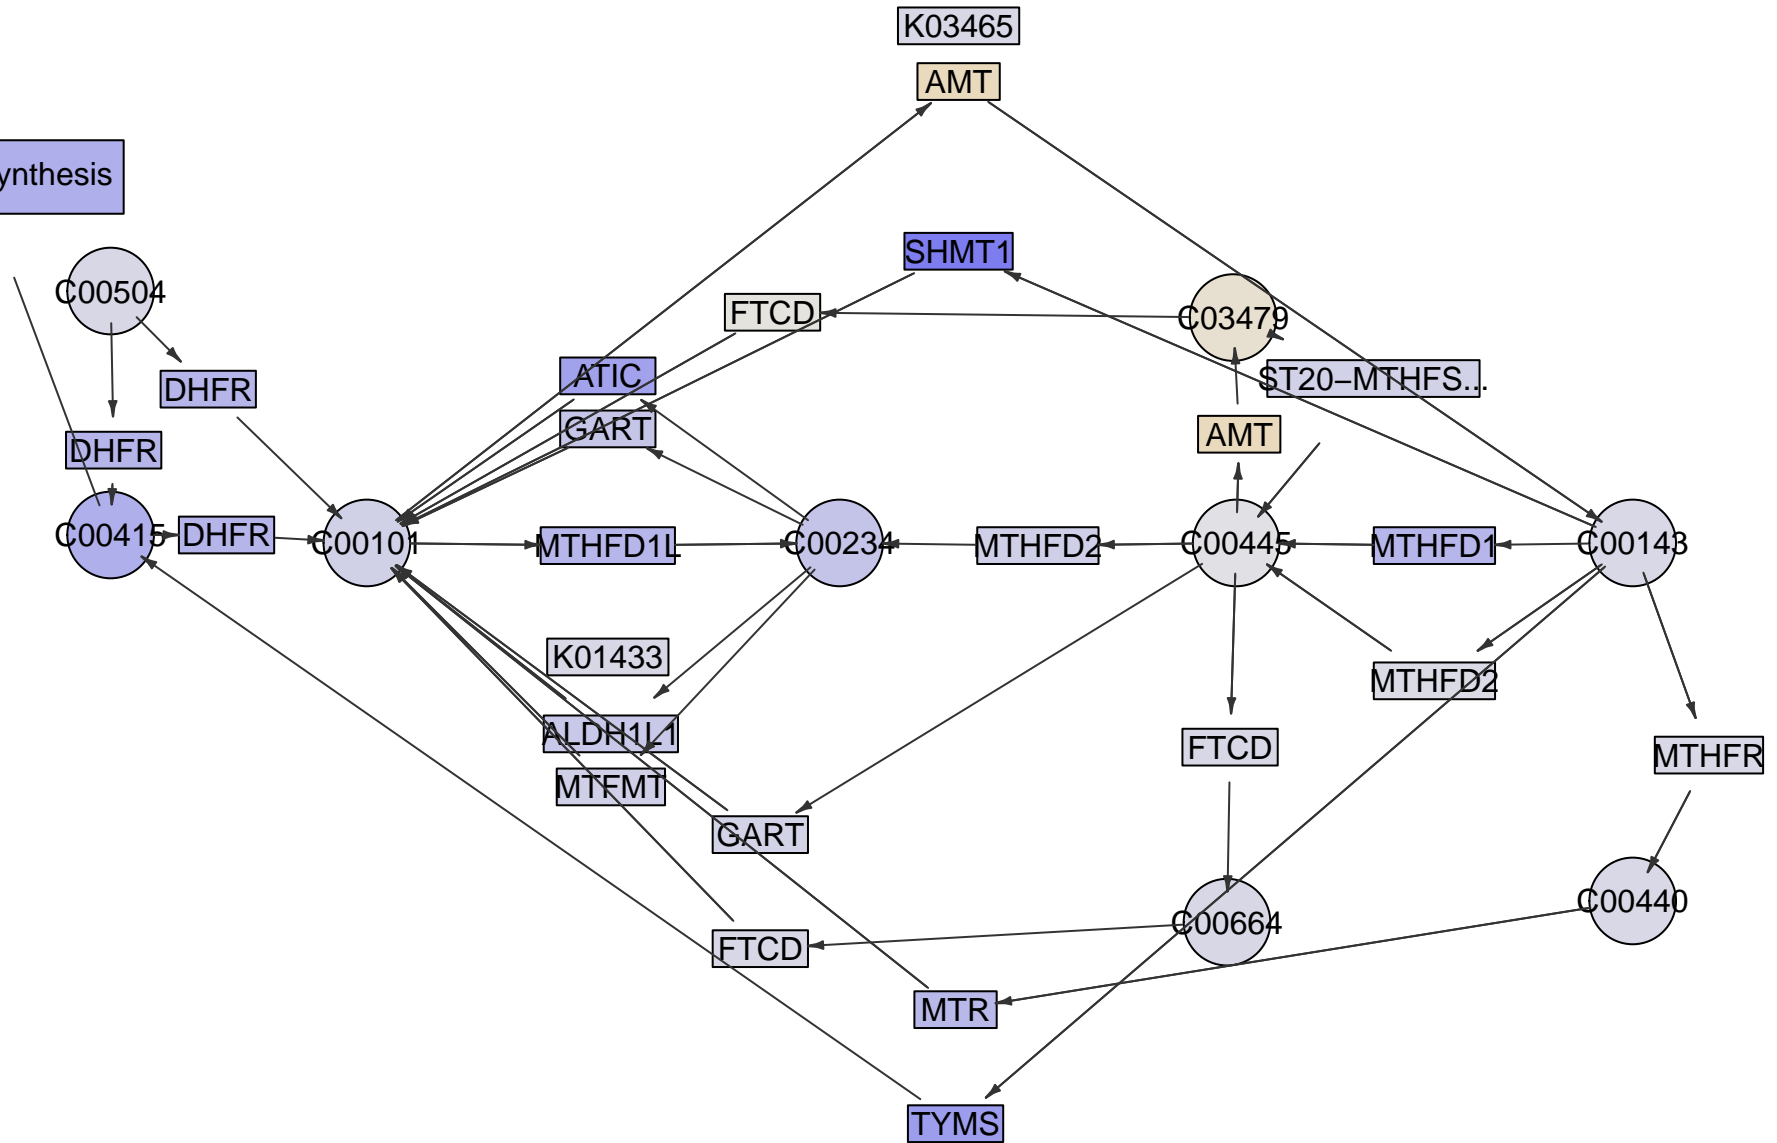 K03465
AMT
ynthesis
SHMT1
C00504
FTCD
C03479
ATIC
ST20–MTHFS...
DHFR
GART
AMT
DHFR
C00415
DHFR
C00101
MTHFD1L
C00234
MTHFD2
C00445
MTHFD1
C00143
K01433
MTHFD2
ALDH1L1
FTCD
MTHFR
MTFMT
GART
C00440
C00664
FTCD
MTR
TYMS